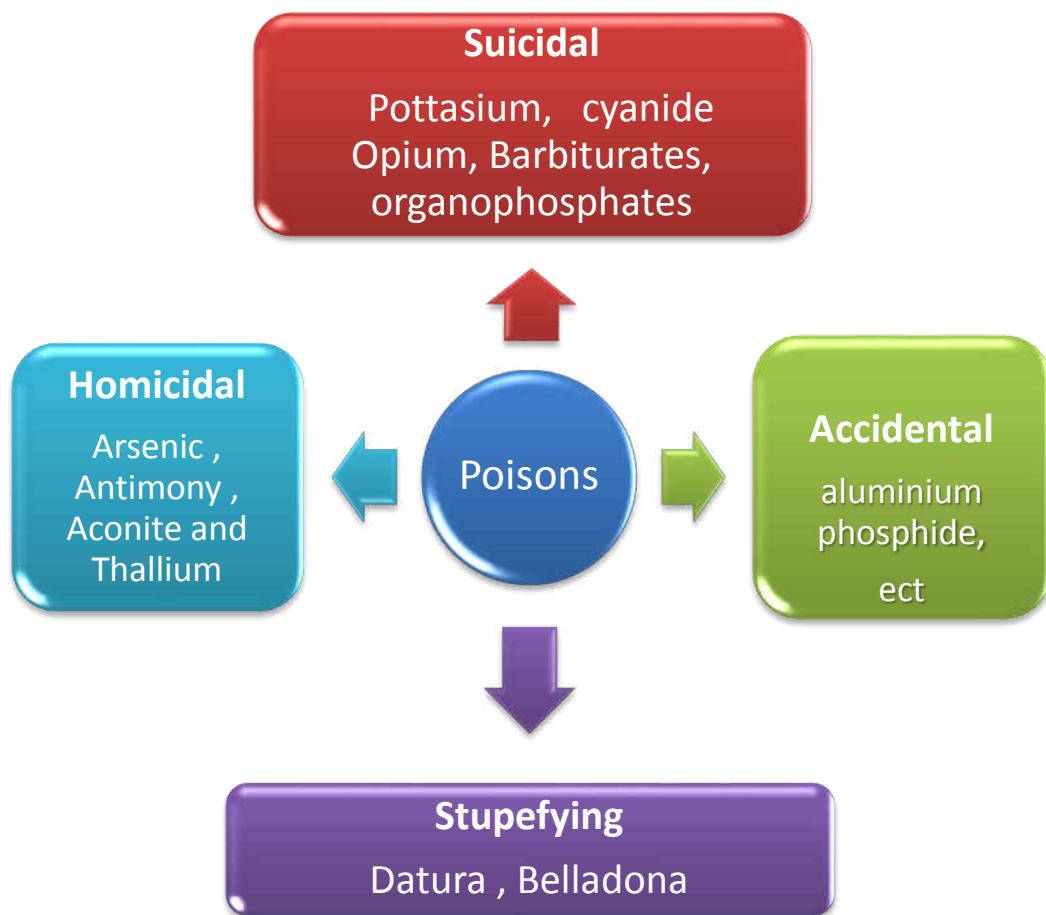 Suicidal
Pottasium, cyanide
Opium, Barbiturates,
organophosphates
Homicidal
Arsenic ,
Antimony ,
Aconite and
Thallium
Poisons
Accidental
aluminium
phosphide,
ect
Stupefying
Datura , Belladona